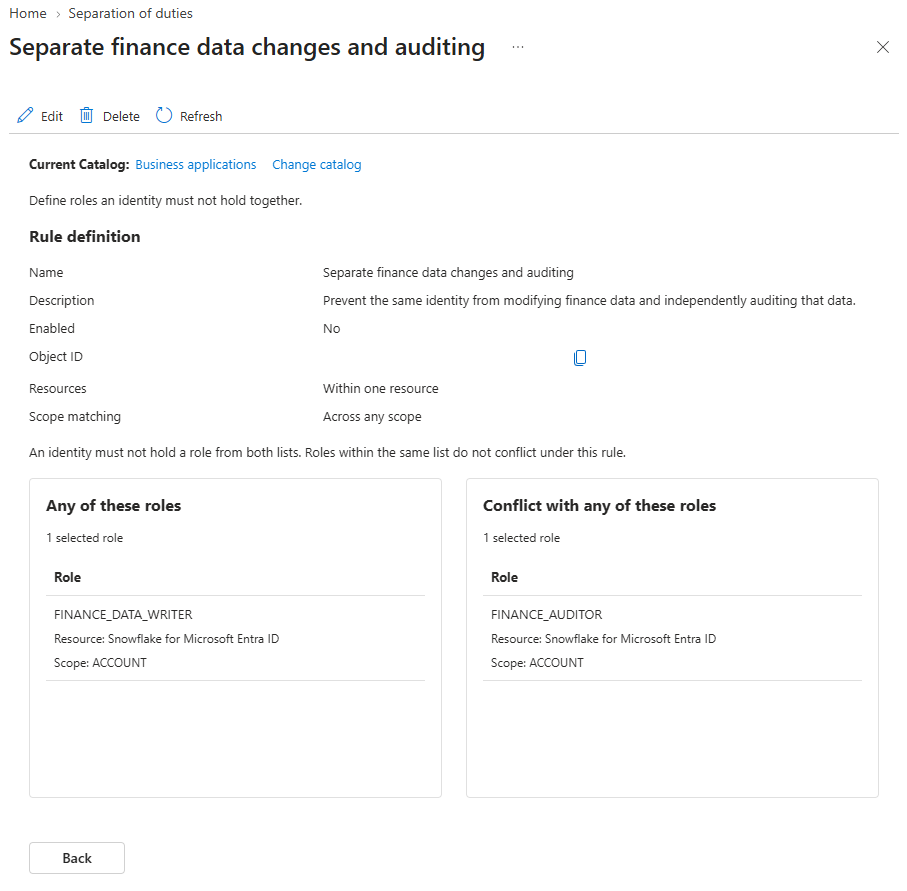 Home > Separation of duties
Separate finance data changes and auditing ...
Edit Delete Refresh
Current Catalog: Business applications Change catalog
Define roles an identity must not hold together.
Rule definition
Name Separate finance data changes and auditing
Description Prevent the same identity from modifying finance data and independently auditing that data.
Enabled No
Object ID
Resources Within one resource
Scope matching Across any scope
An identity must not hold a role from both lists. Roles within the same list do not conflict under this rule.
Any of these roles
1 selected role
Role
FINANCE_DATA_WRITER
Resource: Snowflake for Microsoft Entra ID
Scope: ACCOUNT
Conflict with any of these roles
1 selected role
Role
FINANCE_AUDITOR
Resource: Snowflake for Microsoft Entra ID
Scope: ACCOUNT
Back